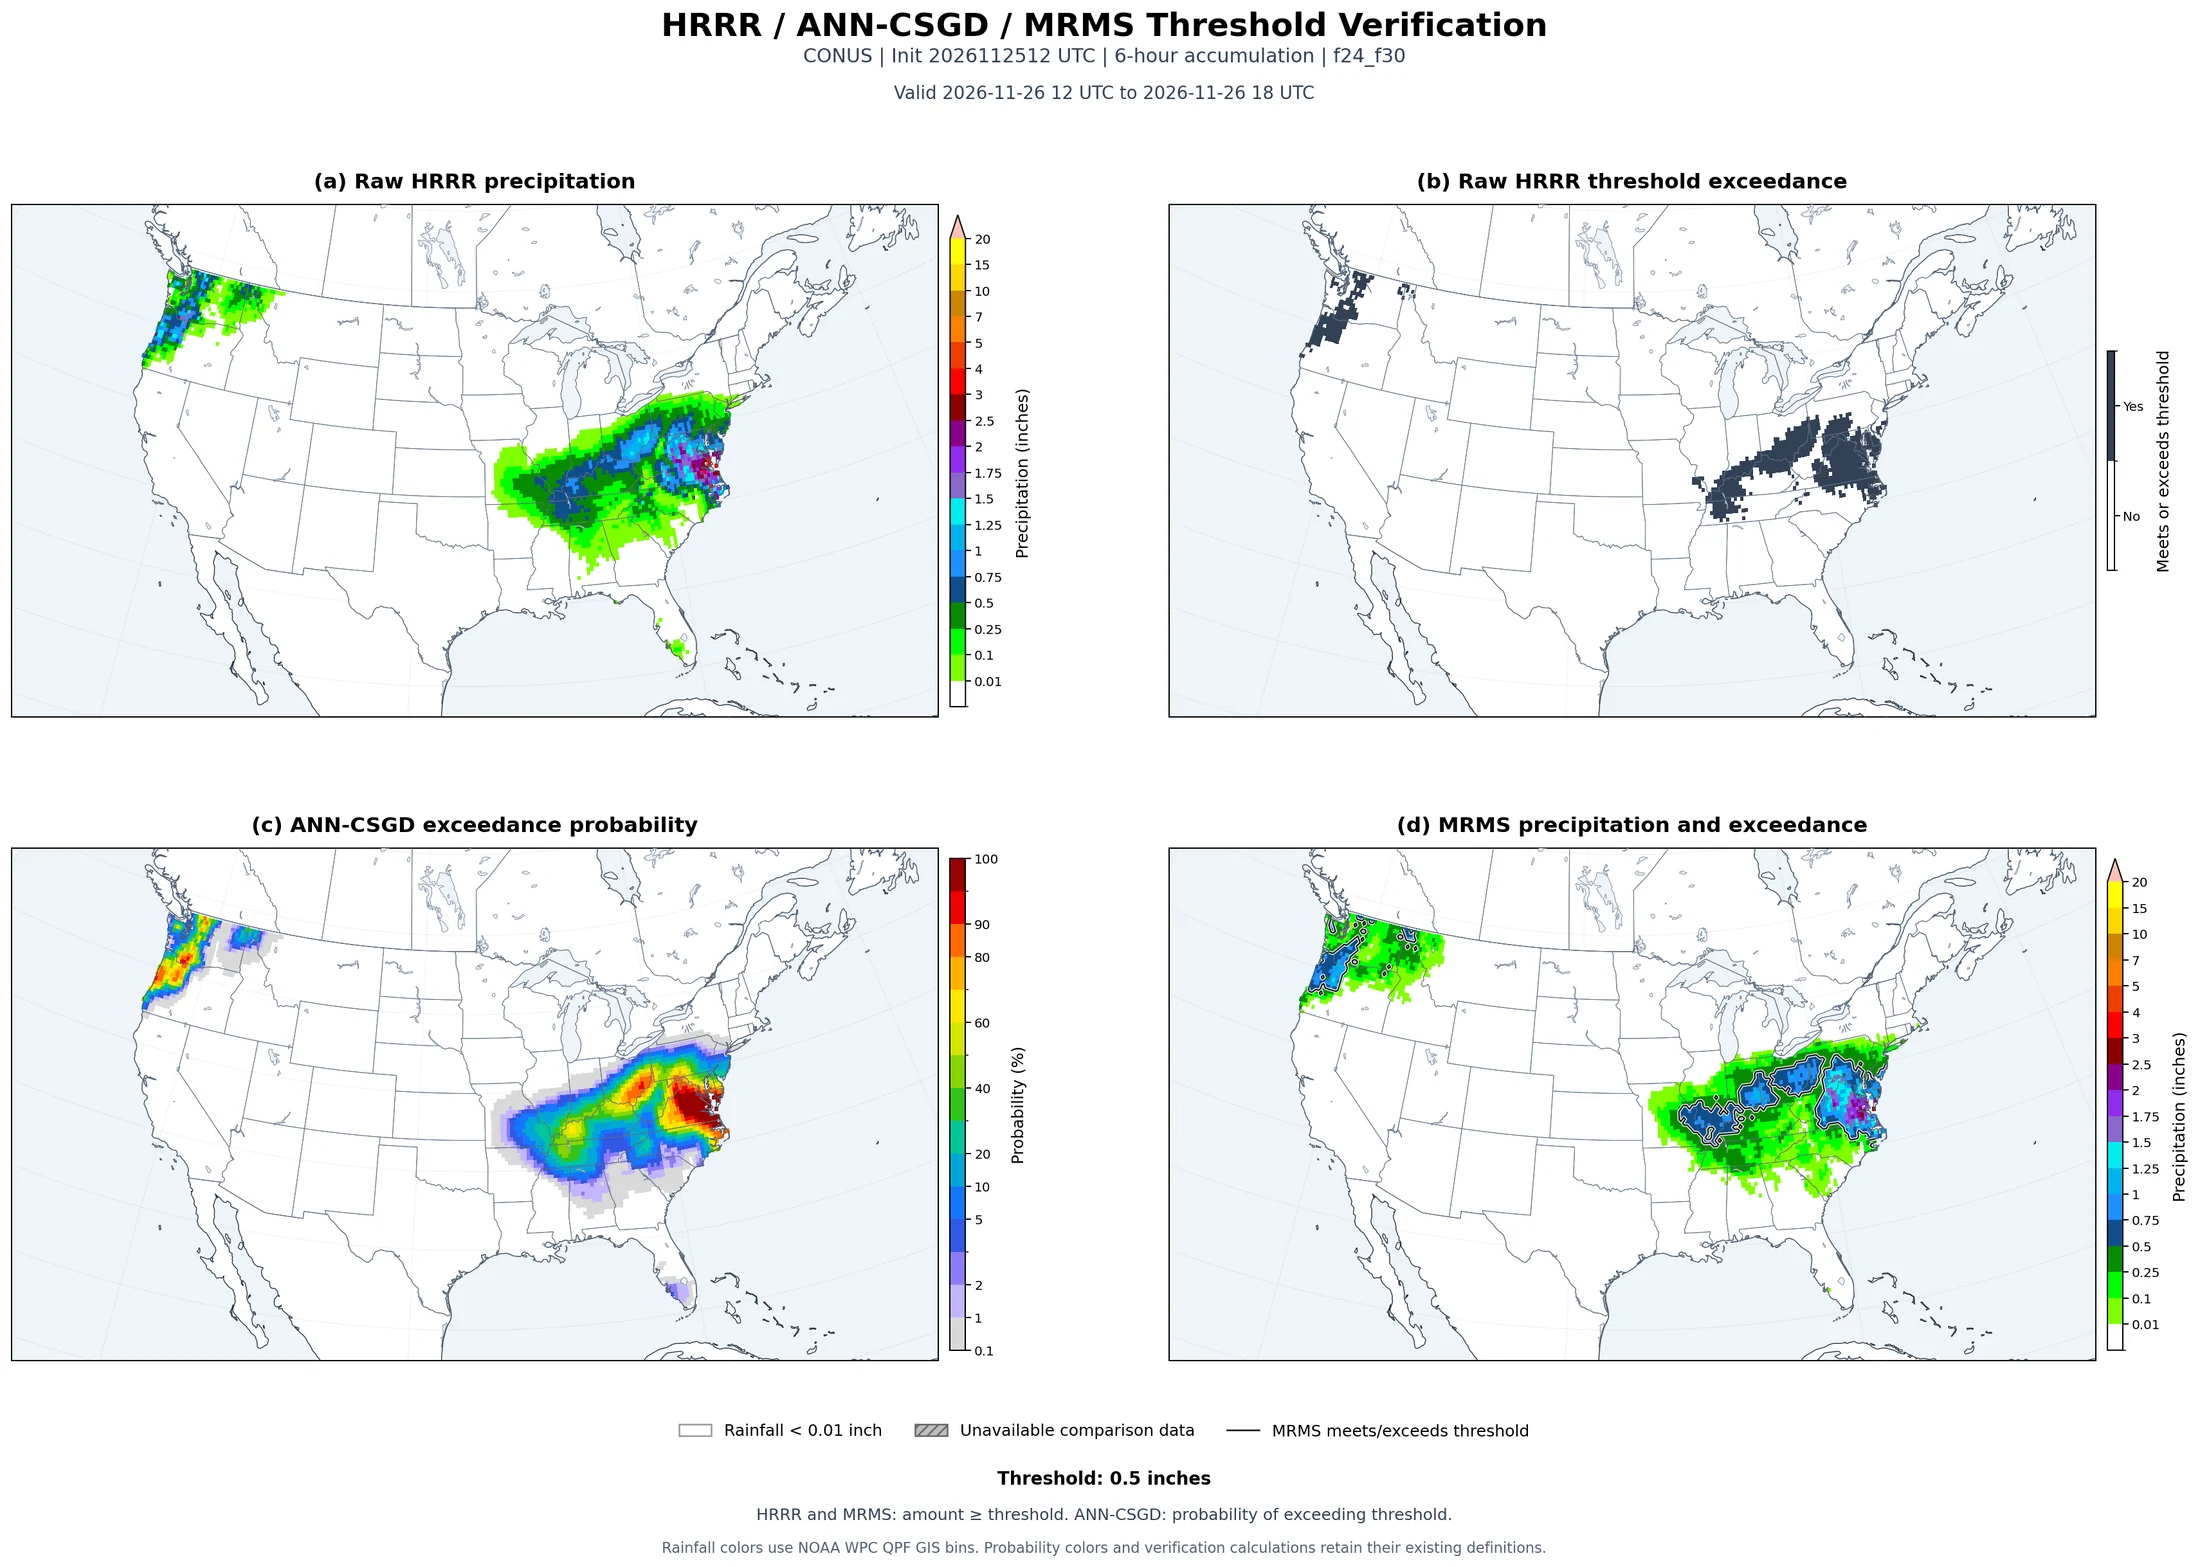 HRRR / ANN-CSGD / MRMS Threshold Verification
CONUS | Init 2026112512 UTC | 6-hour accumulation | f24_f30
Valid 2026-11-26 12 UTC to 2026-11-26 18 UTC
(a) Raw HRRR precipitation
20
15
10
7
5
4
3
2.5
2
1.75
1.5
1.25
1
0.75
0.5
0.25
0.1
0.01
Precipitation (inches)
(b) Raw HRRR threshold exceedance
Yes
No
Meets or exceeds threshold
(c) ANN-CSGD exceedance probability
100
90
80
60
40
20
10
5
2
1
0.1
Probability (%)
(d) MRMS precipitation and exceedance
20
15
10
7
5
4
3
2.5
2
1.75
1.5
1.25
1
0.75
0.5
0.25
0.1
0.01
Precipitation (inches)
Rainfall < 0.01 inch
Unavailable comparison data
MRMS meets/exceeds threshold
Threshold: 0.5 inches
HRRR and MRMS: amount ≥ threshold. ANN-CSGD: probability of exceeding threshold.
Rainfall colors use NOAA WPC QPF GIS bins. Probability colors and verification calculations retain their existing definitions.